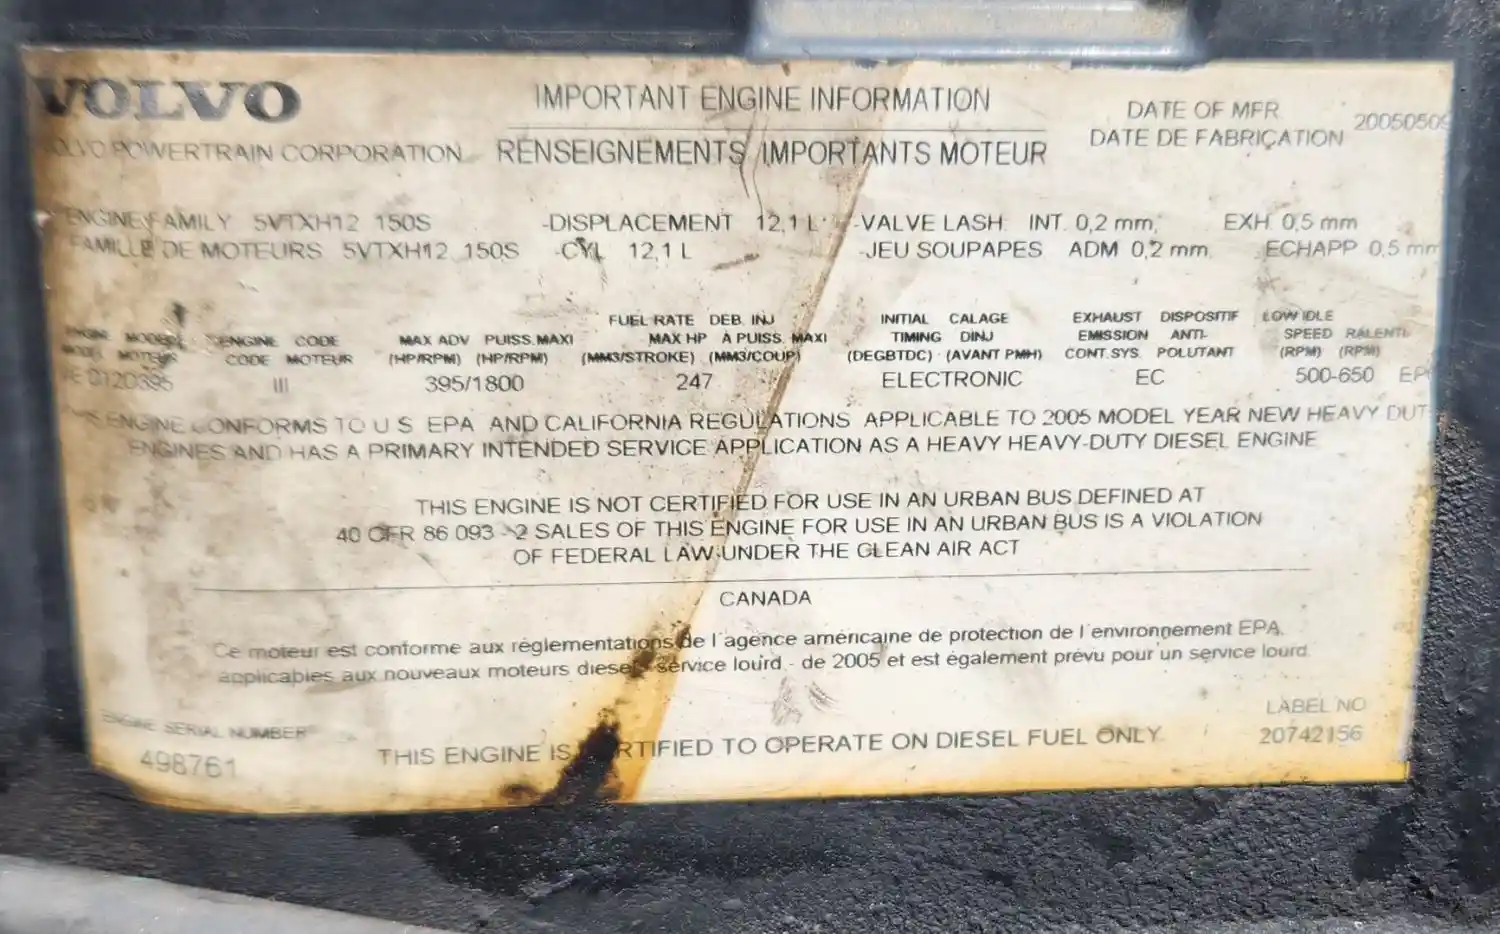 VOLVO
VOLVO POWERTRAIN CORPORATION
IMPORTANT ENGINE INFORMATION
RENSEIGNEMENTS IMPORTANTS MOTEUR
DATE OF MFR
DATE DE FABRICATION
20050509
ENGINE FAMILY 5VTXH12 150S -DISPLACEMENT 12,1 L -VALVE LASH INT. 0,2 mm, EXH 0,5 mm
FAMILLE DE MOTEURS 5VTXH12 150S -CYL 12,1 L -JEU SOUPAPES ADM 0,2 mm ECHAPP 0,5 mm
FUEL RATE DEB. INJ INITIAL CALAGE EXHAUST DISPOSITIF LOW IDLE
ENGINE MODEL ENGINE CODE MAX ADV PUISS.MAXI MAX HP À PUISS. MAXI TIMING DINJ EMISSION ANTI- SPEED RALENTI
MODEL MOTEUR CODE MOTEUR (HP/RPM) (HP/RPM) (MM3/STROKE) (MM3/COUP) (DEGBTDC) (AVANT PMH) CONT.SYS. POLUTANT (RPM) (RPM)
D120395 III 395/1800 247 ELECTRONIC EC 500-650
THIS ENGINE CONFORMS TO U S EPA AND CALIFORNIA REGULATIONS APPLICABLE TO 2005 MODEL YEAR NEW HEAVY DUT
ENGINES AND HAS A PRIMARY INTENDED SERVICE APPLICATION AS A HEAVY HEAVY-DUTY DIESEL ENGINE
THIS ENGINE IS NOT CERTIFIED FOR USE IN AN URBAN BUS DEFINED AT
40 CFR 86 093 -2 SALES OF THIS ENGINE FOR USE IN AN URBAN BUS IS A VIOLATION
OF FEDERAL LAW UNDER THE CLEAN AIR ACT
CANADA
Ce moteur est conforme aux réglementations de l'agence américaine de protection de l'environnement EPA.
applicables aux nouveaux moteurs diesel service lourd - de 2005 et est également prévu pour un service lourd.
ENGINE SERIAL NUMBER
498761
THIS ENGINE IS CERTIFIED TO OPERATE ON DIESEL FUEL ONLY
LABEL NO
20742156